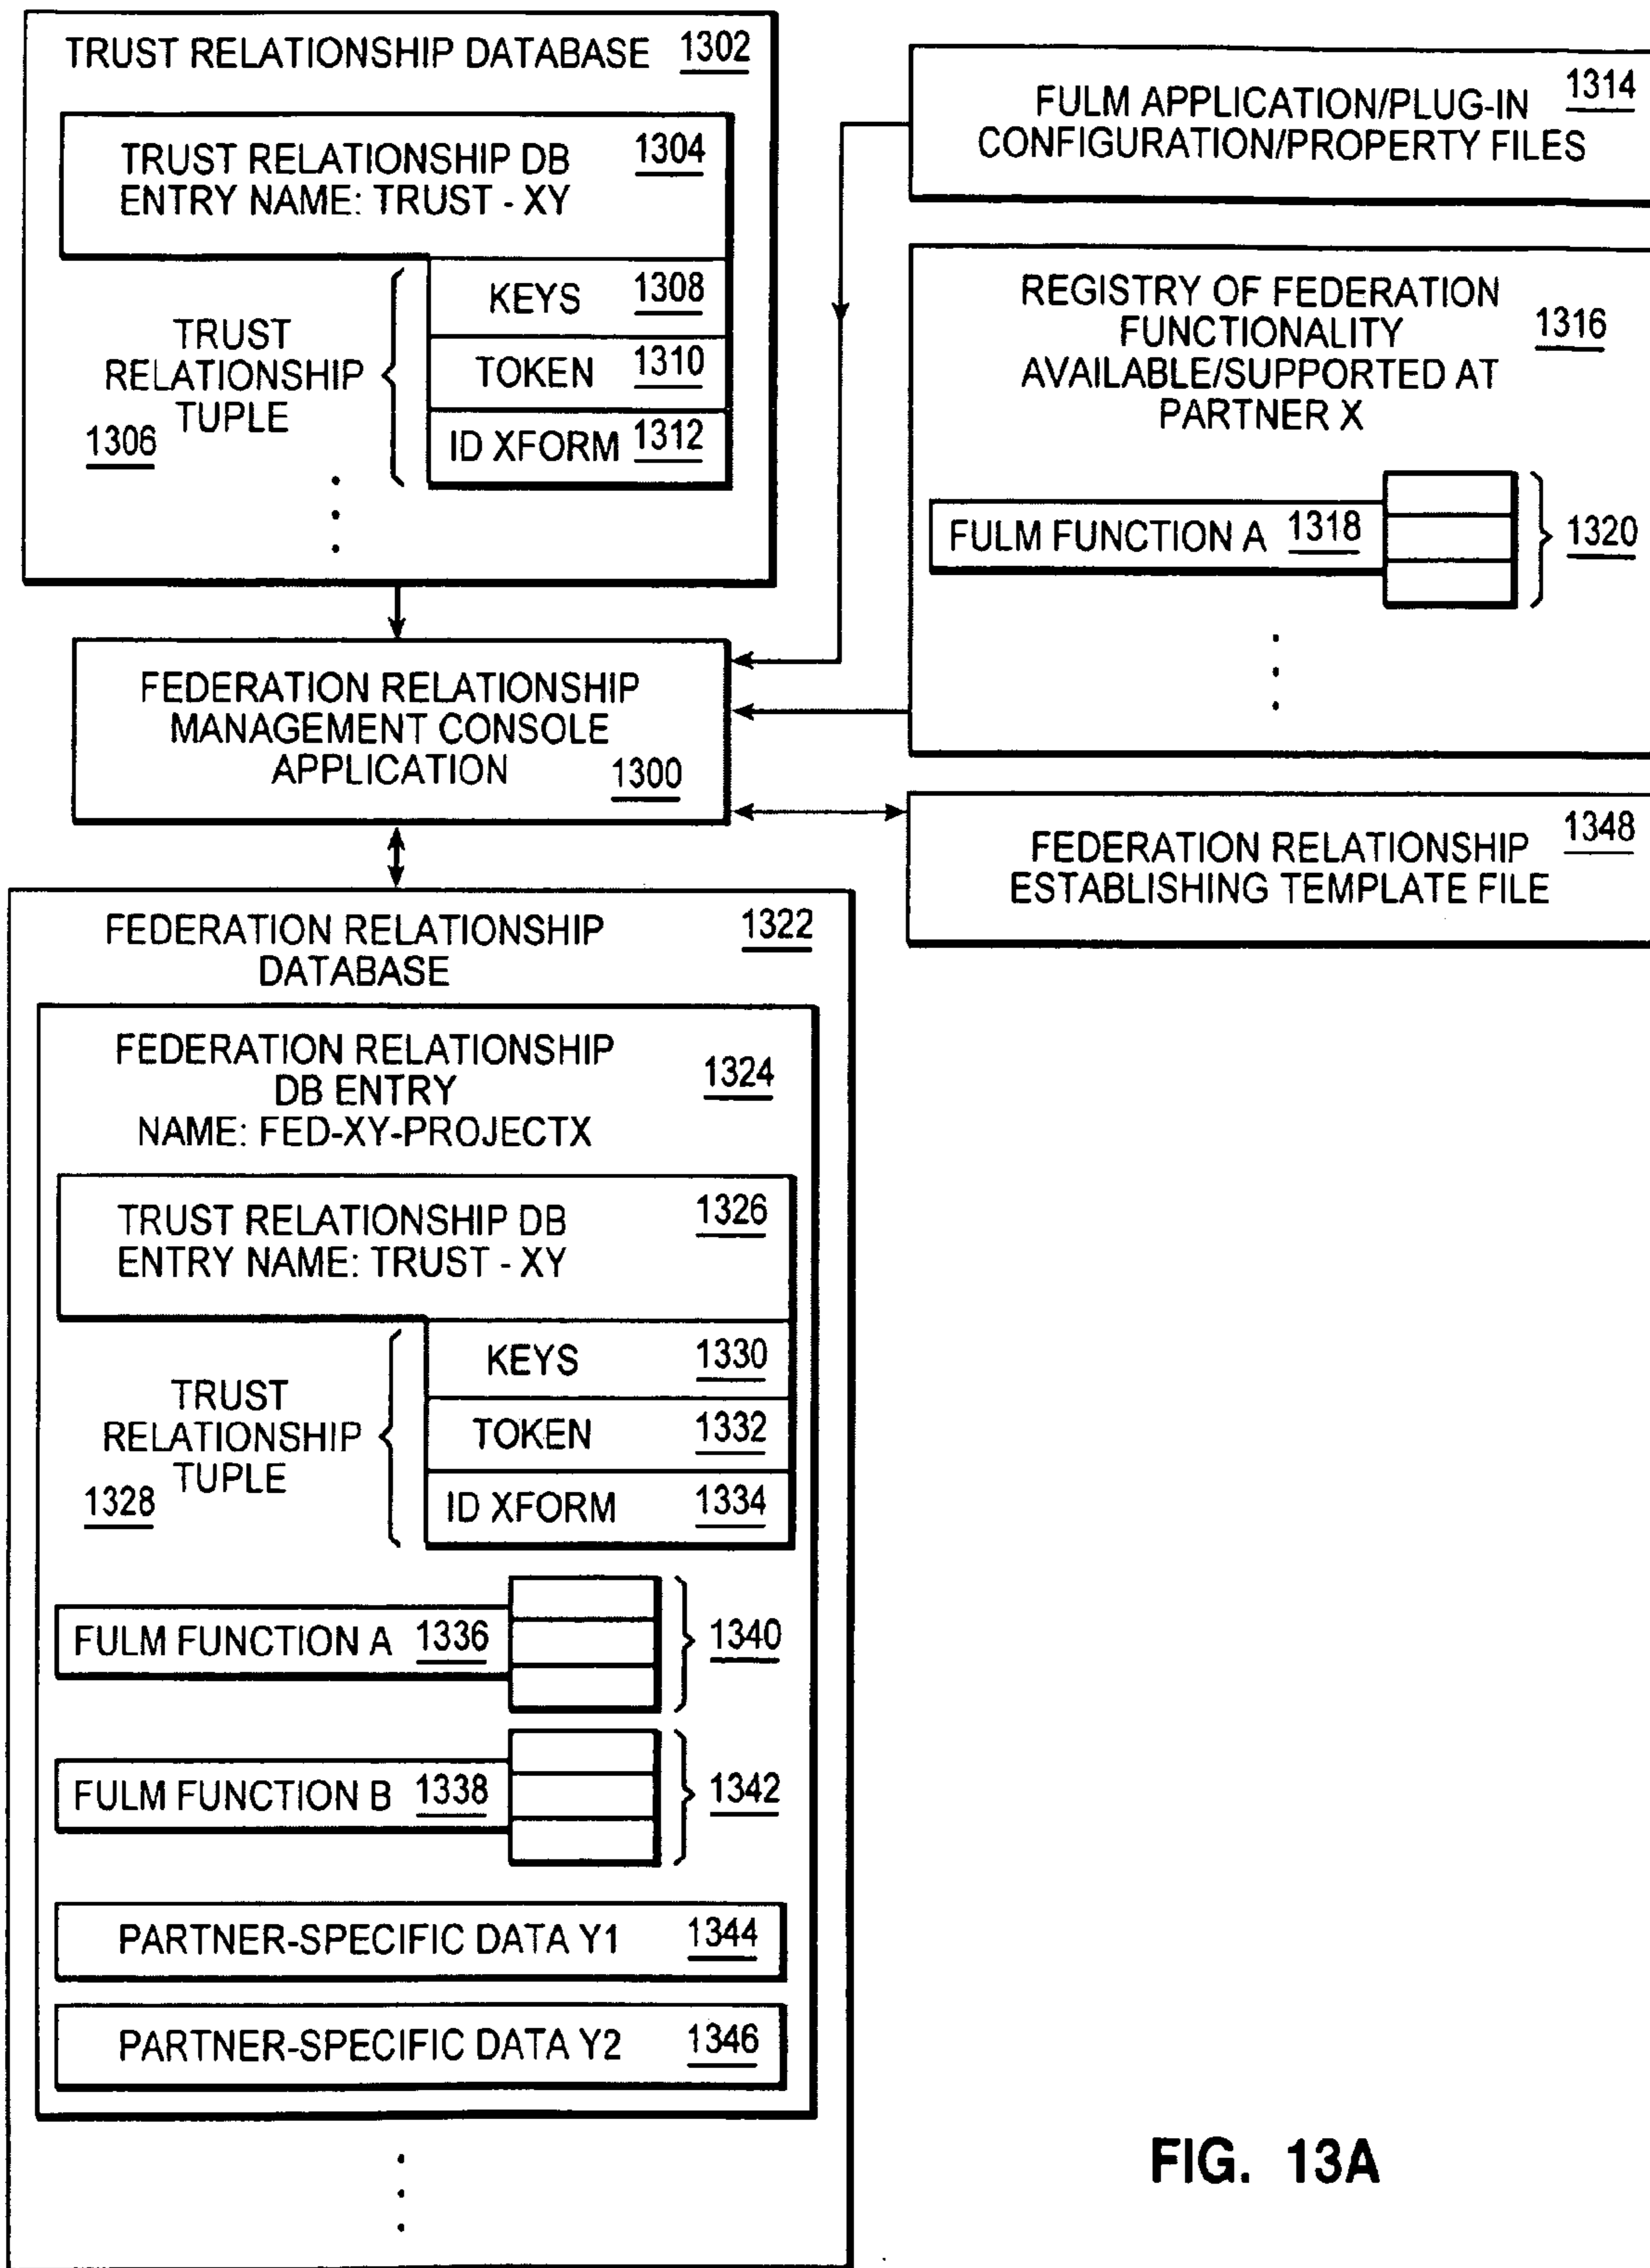 TRUST RELATIONSHIP DATABASE 1302
TRUST RELATIONSHIP DB 1304
ENTRY NAME: TRUST - XY
TRUST
RELATIONSHIP
TUPLE
1306
KEYS 1308
TOKEN 1310
ID XFORM 1312
FULM APPLICATION/PLUG-IN 1314
CONFIGURATION/PROPERTY FILES
REGISTRY OF FEDERATION
FUNCTIONALITY 1316
AVAILABLE/SUPPORTED AT
PARTNER X
FULM FUNCTION A 1318
1320
FEDERATION RELATIONSHIP
MANAGEMENT CONSOLE
APPLICATION 1300
FEDERATION RELATIONSHIP 1348
ESTABLISHING TEMPLATE FILE
FEDERATION RELATIONSHIP 1322
DATABASE
FEDERATION RELATIONSHIP
DB ENTRY 1324
NAME: FED-XY-PROJECTX
TRUST RELATIONSHIP DB 1326
ENTRY NAME: TRUST - XY
TRUST
RELATIONSHIP
TUPLE
1328
KEYS 1330
TOKEN 1332
ID XFORM 1334
FULM FUNCTION A 1336
1340
FULM FUNCTION B 1338
1342
PARTNER-SPECIFIC DATA Y1 1344
PARTNER-SPECIFIC DATA Y2 1346
FIG. 13A